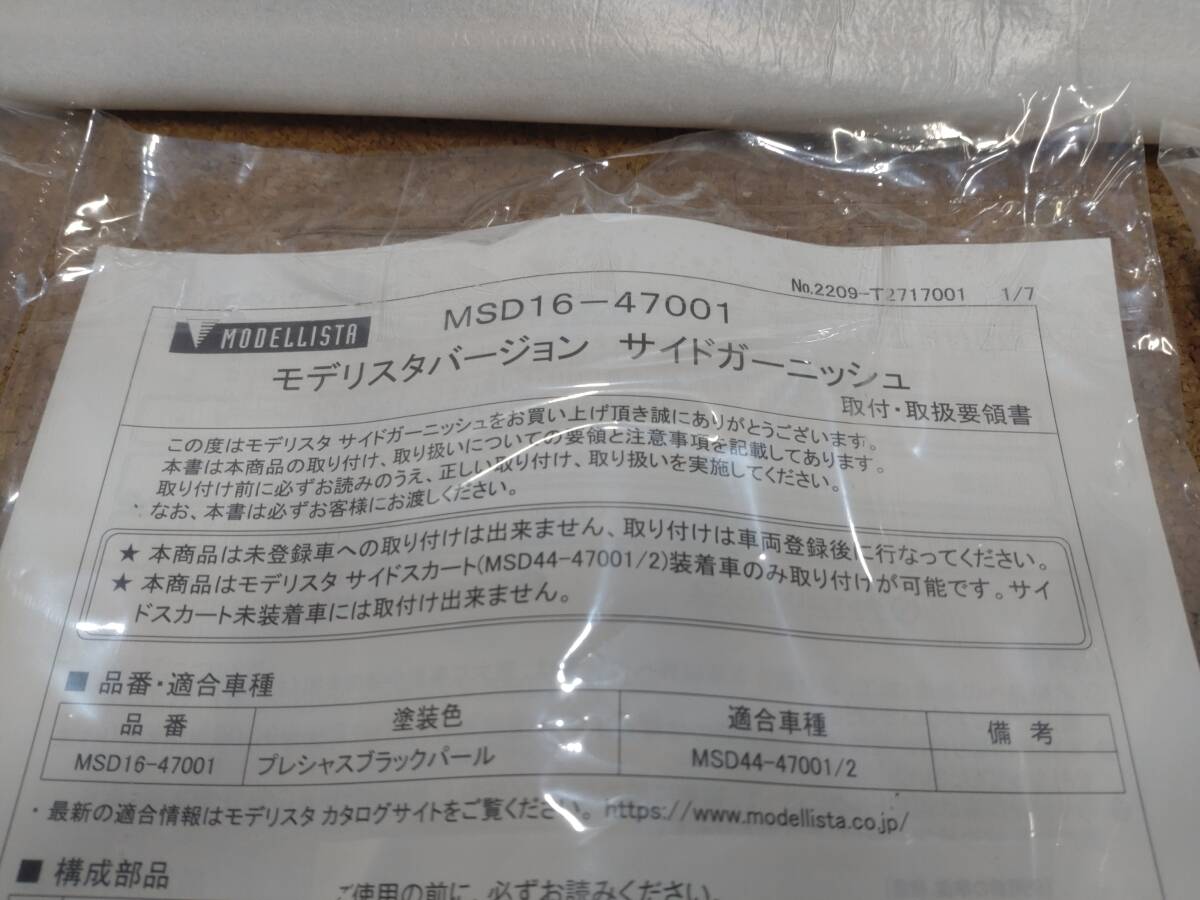 No.2209-T2717001 1/7
MODELLISTA
MSD16-47001
モデリスタバージョン サイドガーニッシュ
取付・取扱要領書
この度はモデリスタ サイドガーニッシュをお買い上げ頂き誠にありがとうございます。
本書は本商品の取り付け、取り扱いについての要領と注意事項を記載してあります。
取り付け前に必ずお読みのうえ、正しい取り付け、取り扱いを実施してください。
なお、本書は必ずお客様にお渡しください。
★ 本商品は未登録車への取り付けは出来ません、取り付けは車両登録後に行なってください。
★ 本商品はモデリスタ サイドスカート(MSD44-47001/2)装着車のみ取り付けが可能です。サイ
ドスカート未装着車には取付け出来ません。
■ 品番・適合車種
品 番 塗装色 適合車種 備 考
MSD16-47001 プレシャスブラックパール MSD44-47001/2
・最新の適合情報はモデリスタ カタログサイトをご覧ください。https://www.modellista.co.jp/
■ 構成部品
ご使用の前に、必ずお読みください。